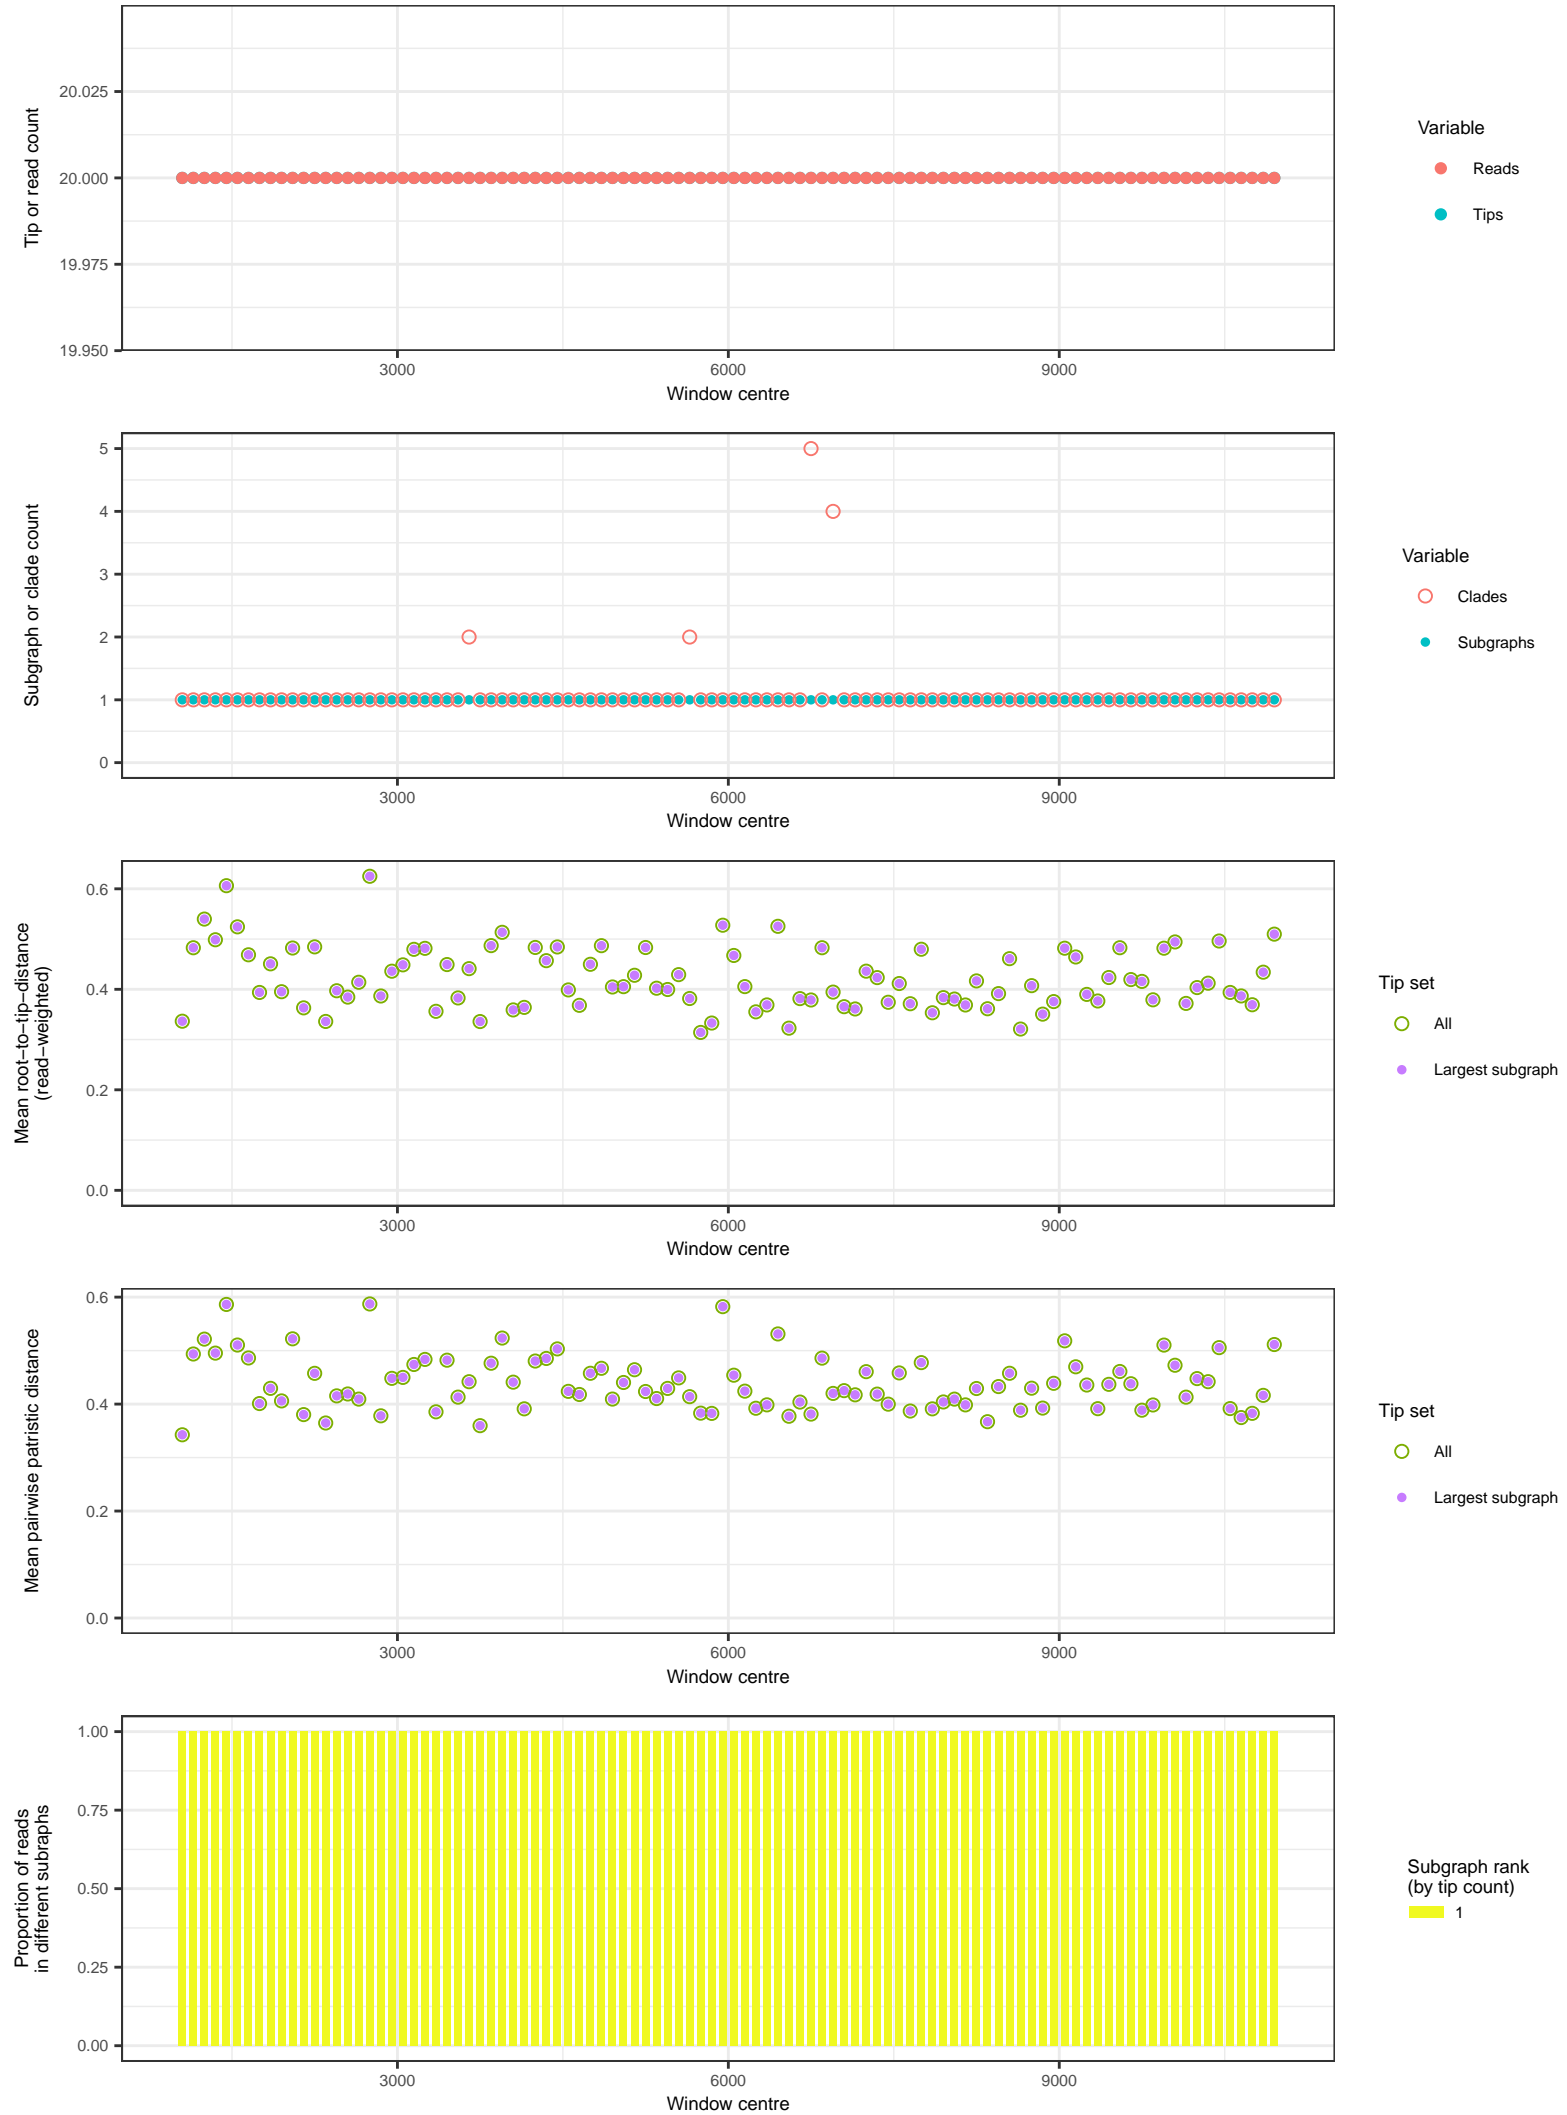 20.025
20.000
19.975
19.950
Tip or read count
3000 6000 9000
Window centre
Variable
Reads
Tips
5
4
3
2
1
0
Subgraph or clade count
3000 6000 9000
Window centre
Variable
Clades
Subgraphs
0.6
0.4
0.2
0.0
Mean root−to−tip−distance
(read−weighted)
3000 6000 9000
Window centre
Tip set
All
Largest subgraph
0.6
0.4
0.2
0.0
Mean pairwise patristic distance
3000 6000 9000
Window centre
Tip set
All
Largest subgraph
1.00
0.75
0.50
0.25
0.00
Proportion of reads
in different subraphs
3000 6000 9000
Window centre
Subgraph rank
(by tip count)
1